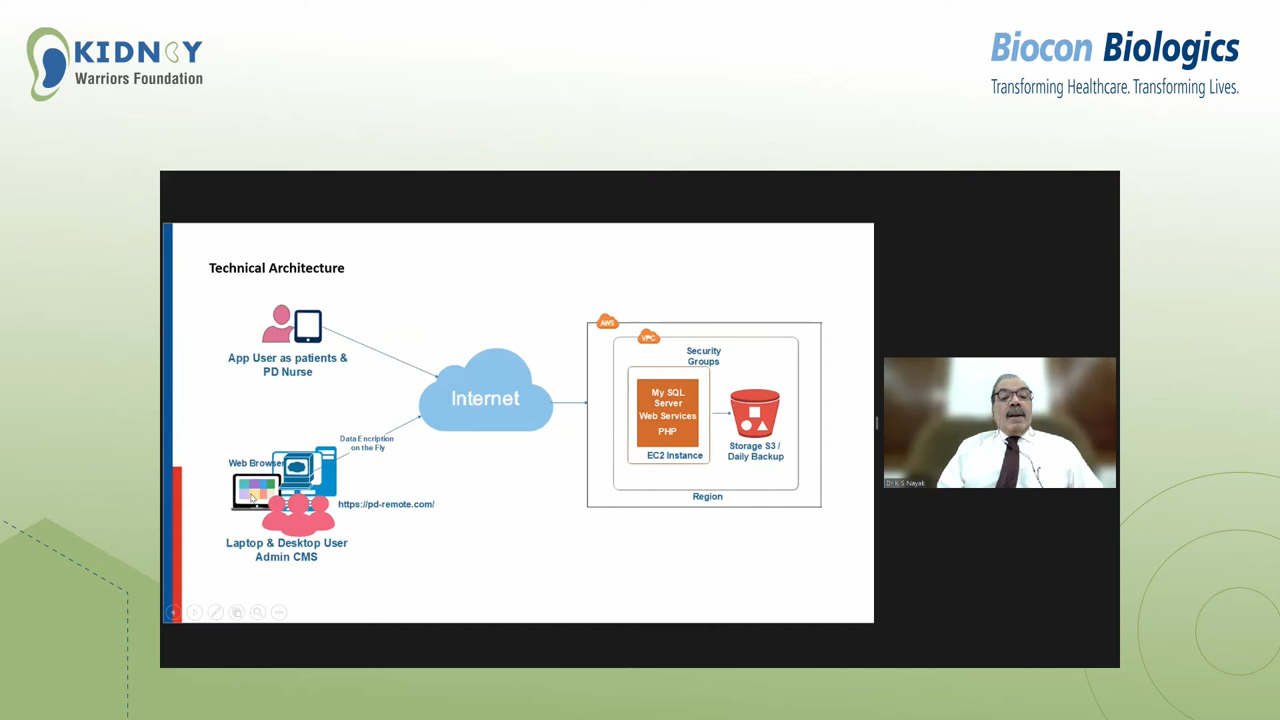 KIDNEY
Warriors Foundation
Biocon Biologics
Transforming Healthcare. Transforming Lives.
Technical Architecture
App User as patients &
PD Nurse
Internet
Data Encription
on the Fly
Web Browser
https://pd-remote.com/
Laptop & Desktop User
Admin CMS
AWS
VPC
Security
Groups
My SQL
Server
Web Services
PHP
EC2 Instance
Storage S3 /
Daily Backup
Region
Dr K S Nayak